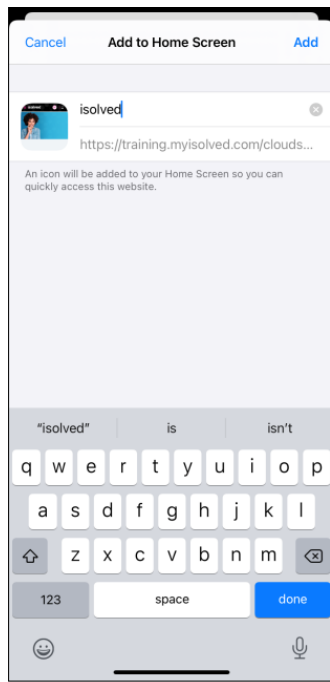 Cancel Add to Home Screen Add
isolved
https://training.myisolved.com/clouds...
An icon will be added to your Home Screen so you can
quickly access this website.
"isolved" is isn't
q w e r t y u i o p
a s d f g h j k l
z x c v b n m
123 space done